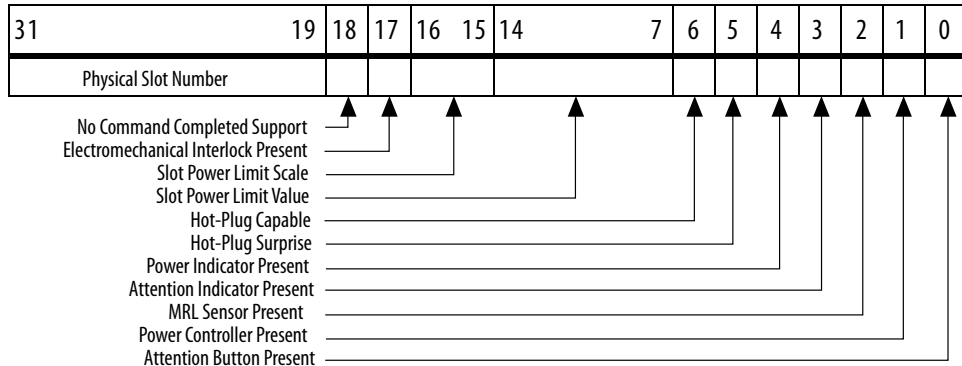 31 19 18 17 16 15 14 7 6 5 4 3 2 1 0
Physical Slot Number
No Command Completed Support
Electromechanical Interlock Present
Slot Power Limit Scale
Slot Power Limit Value
Hot-Plug Capable
Hot-Plug Surprise
Power Indicator Present
Attention Indicator Present
MRL Sensor Present
Power Controller Present
Attention Button Present